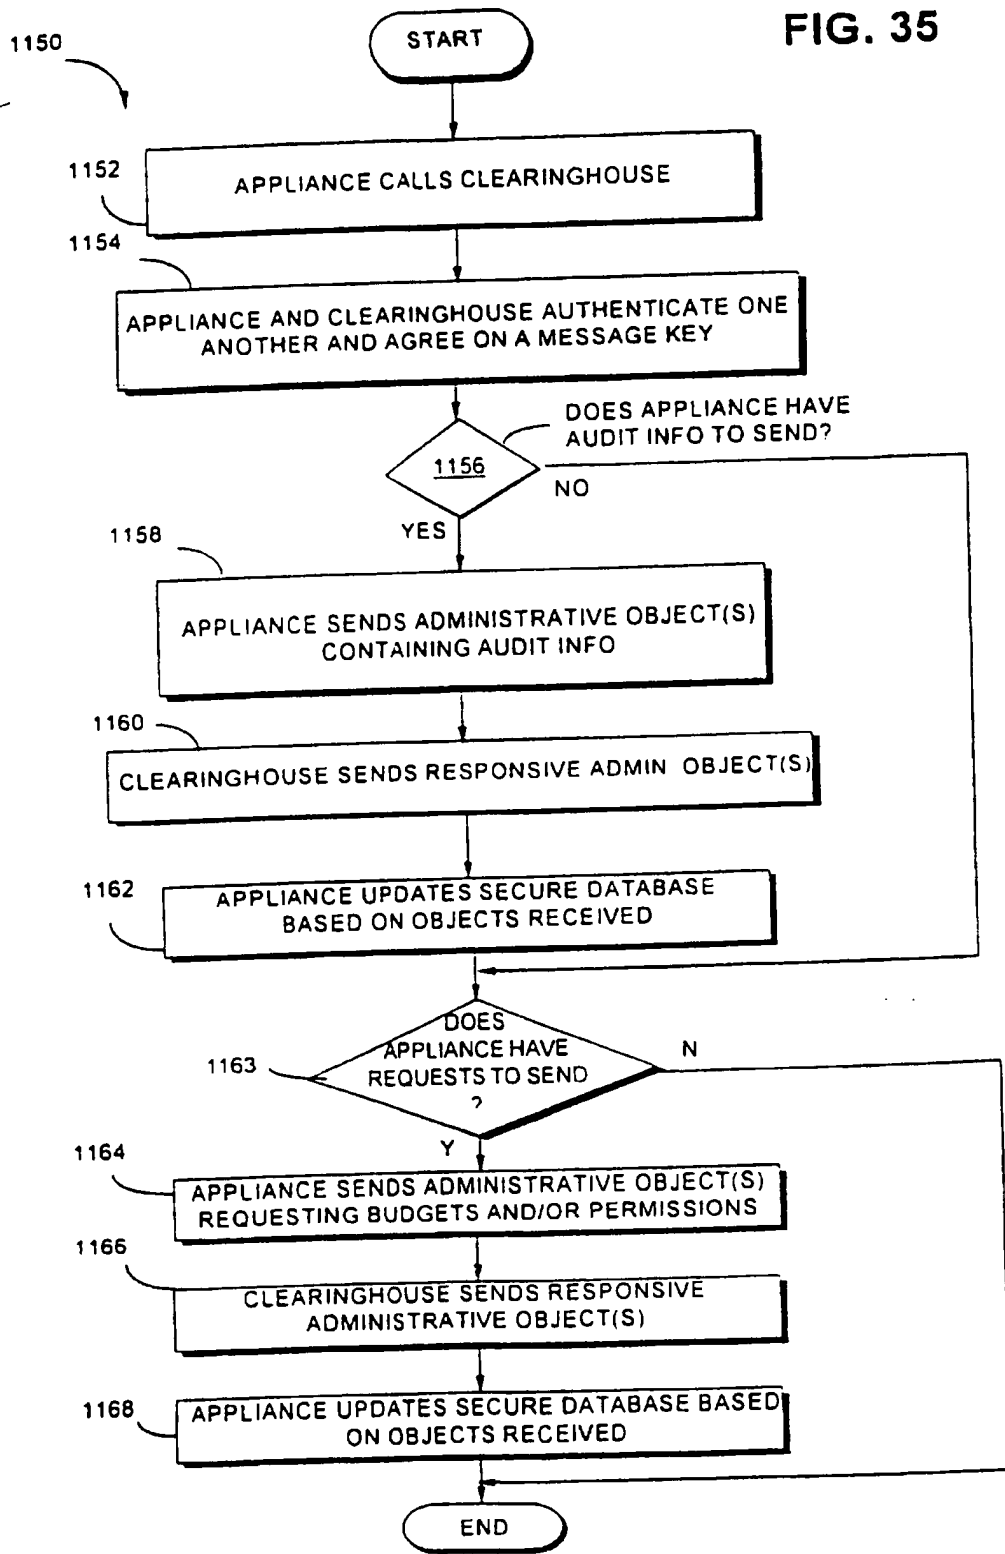 FIG. 35
1150
START
1152
APPLIANCE CALLS CLEARINGHOUSE
1154
APPLIANCE AND CLEARINGHOUSE AUTHENTICATE ONE
ANOTHER AND AGREE ON A MESSAGE KEY
DOES APPLIANCE HAVE
AUDIT INFO TO SEND?
1156
NO
YES
1158
APPLIANCE SENDS ADMINISTRATIVE OBJECT(S)
CONTAINING AUDIT INFO
1160
CLEARINGHOUSE SENDS RESPONSIVE ADMIN OBJECT(S)
1162
APPLIANCE UPDATES SECURE DATABASE
BASED ON OBJECTS RECEIVED
1163
DOES
APPLIANCE HAVE
REQUESTS TO SEND
?
N
Y
1164
APPLIANCE SENDS ADMINISTRATIVE OBJECT(S)
REQUESTING BUDGETS AND/OR PERMISSIONS
1166
CLEARINGHOUSE SENDS RESPONSIVE
ADMINISTRATIVE OBJECT(S)
1168
APPLIANCE UPDATES SECURE DATABASE BASED
ON OBJECTS RECEIVED
END